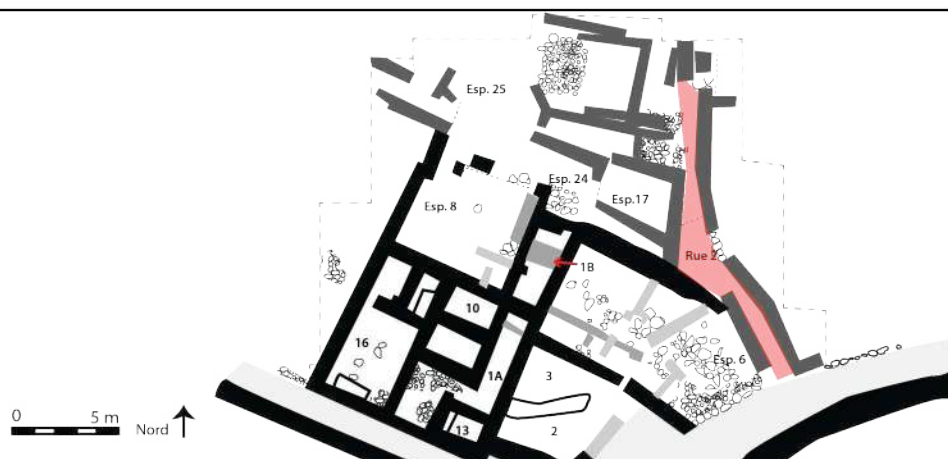 Esp. 25
Esp. 24
Esp. 8
Esp.17
Rue 2
1B
10
16
Esp. 6
1A
3
13
2
0
5 m
Nord